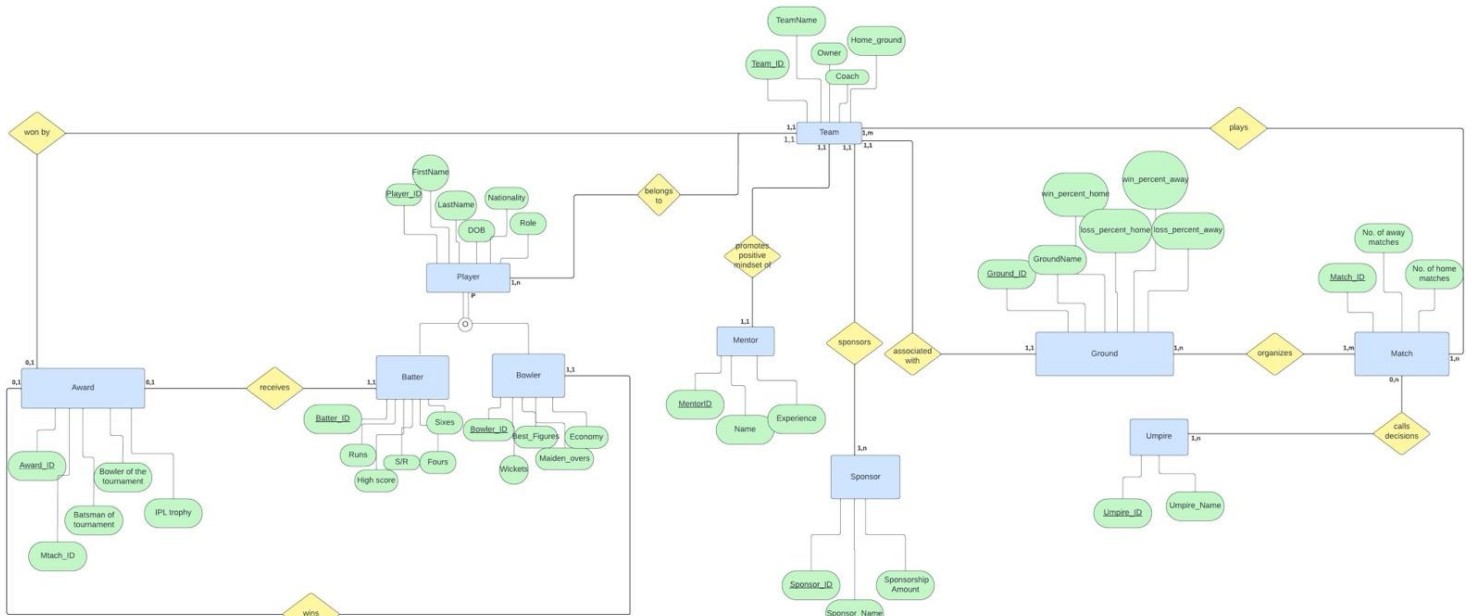 TeamName
Home_ground
Owner
Team_ID
Coach
won by
1,1
Team
1,m
plays
1,1
1,1
1,1
1,1
FirstName
win_percent_away
Player_ID
LastName
Nationality
belongs
to
win_percent_home
DOB
Role
loss_percent_home
loss_percent_away
No. of away
matches
promotes
positive
mindset of
GroundName
Ground_ID
Match_ID
No. of home
matches
Player
1,n
P
O
1,1
Mentor
sponsors
associated
with
1,1
Ground
1,n
organizes
1,m
Match
1,n
0,1
0,1
Award
0,1
receives
1,1
Batter
Bowler
1,1
0,n
MentorID
Name
Experience
Batter_ID
Sixes
Runs
S/R
Fours
High score
Bowler_ID
Best_Figures
Economy
Maiden_overs
Wickets
Umpire
1,n
calls
decisions
1,n
Sponsor
Award_ID
Bowler of the
tournament
Batsman of
tournament
IPL trophy
Mtach_ID
Umpire_ID
Umpire_Name
Sponsor_ID
Sponsorship
Amount
Sponsor_Name
wins